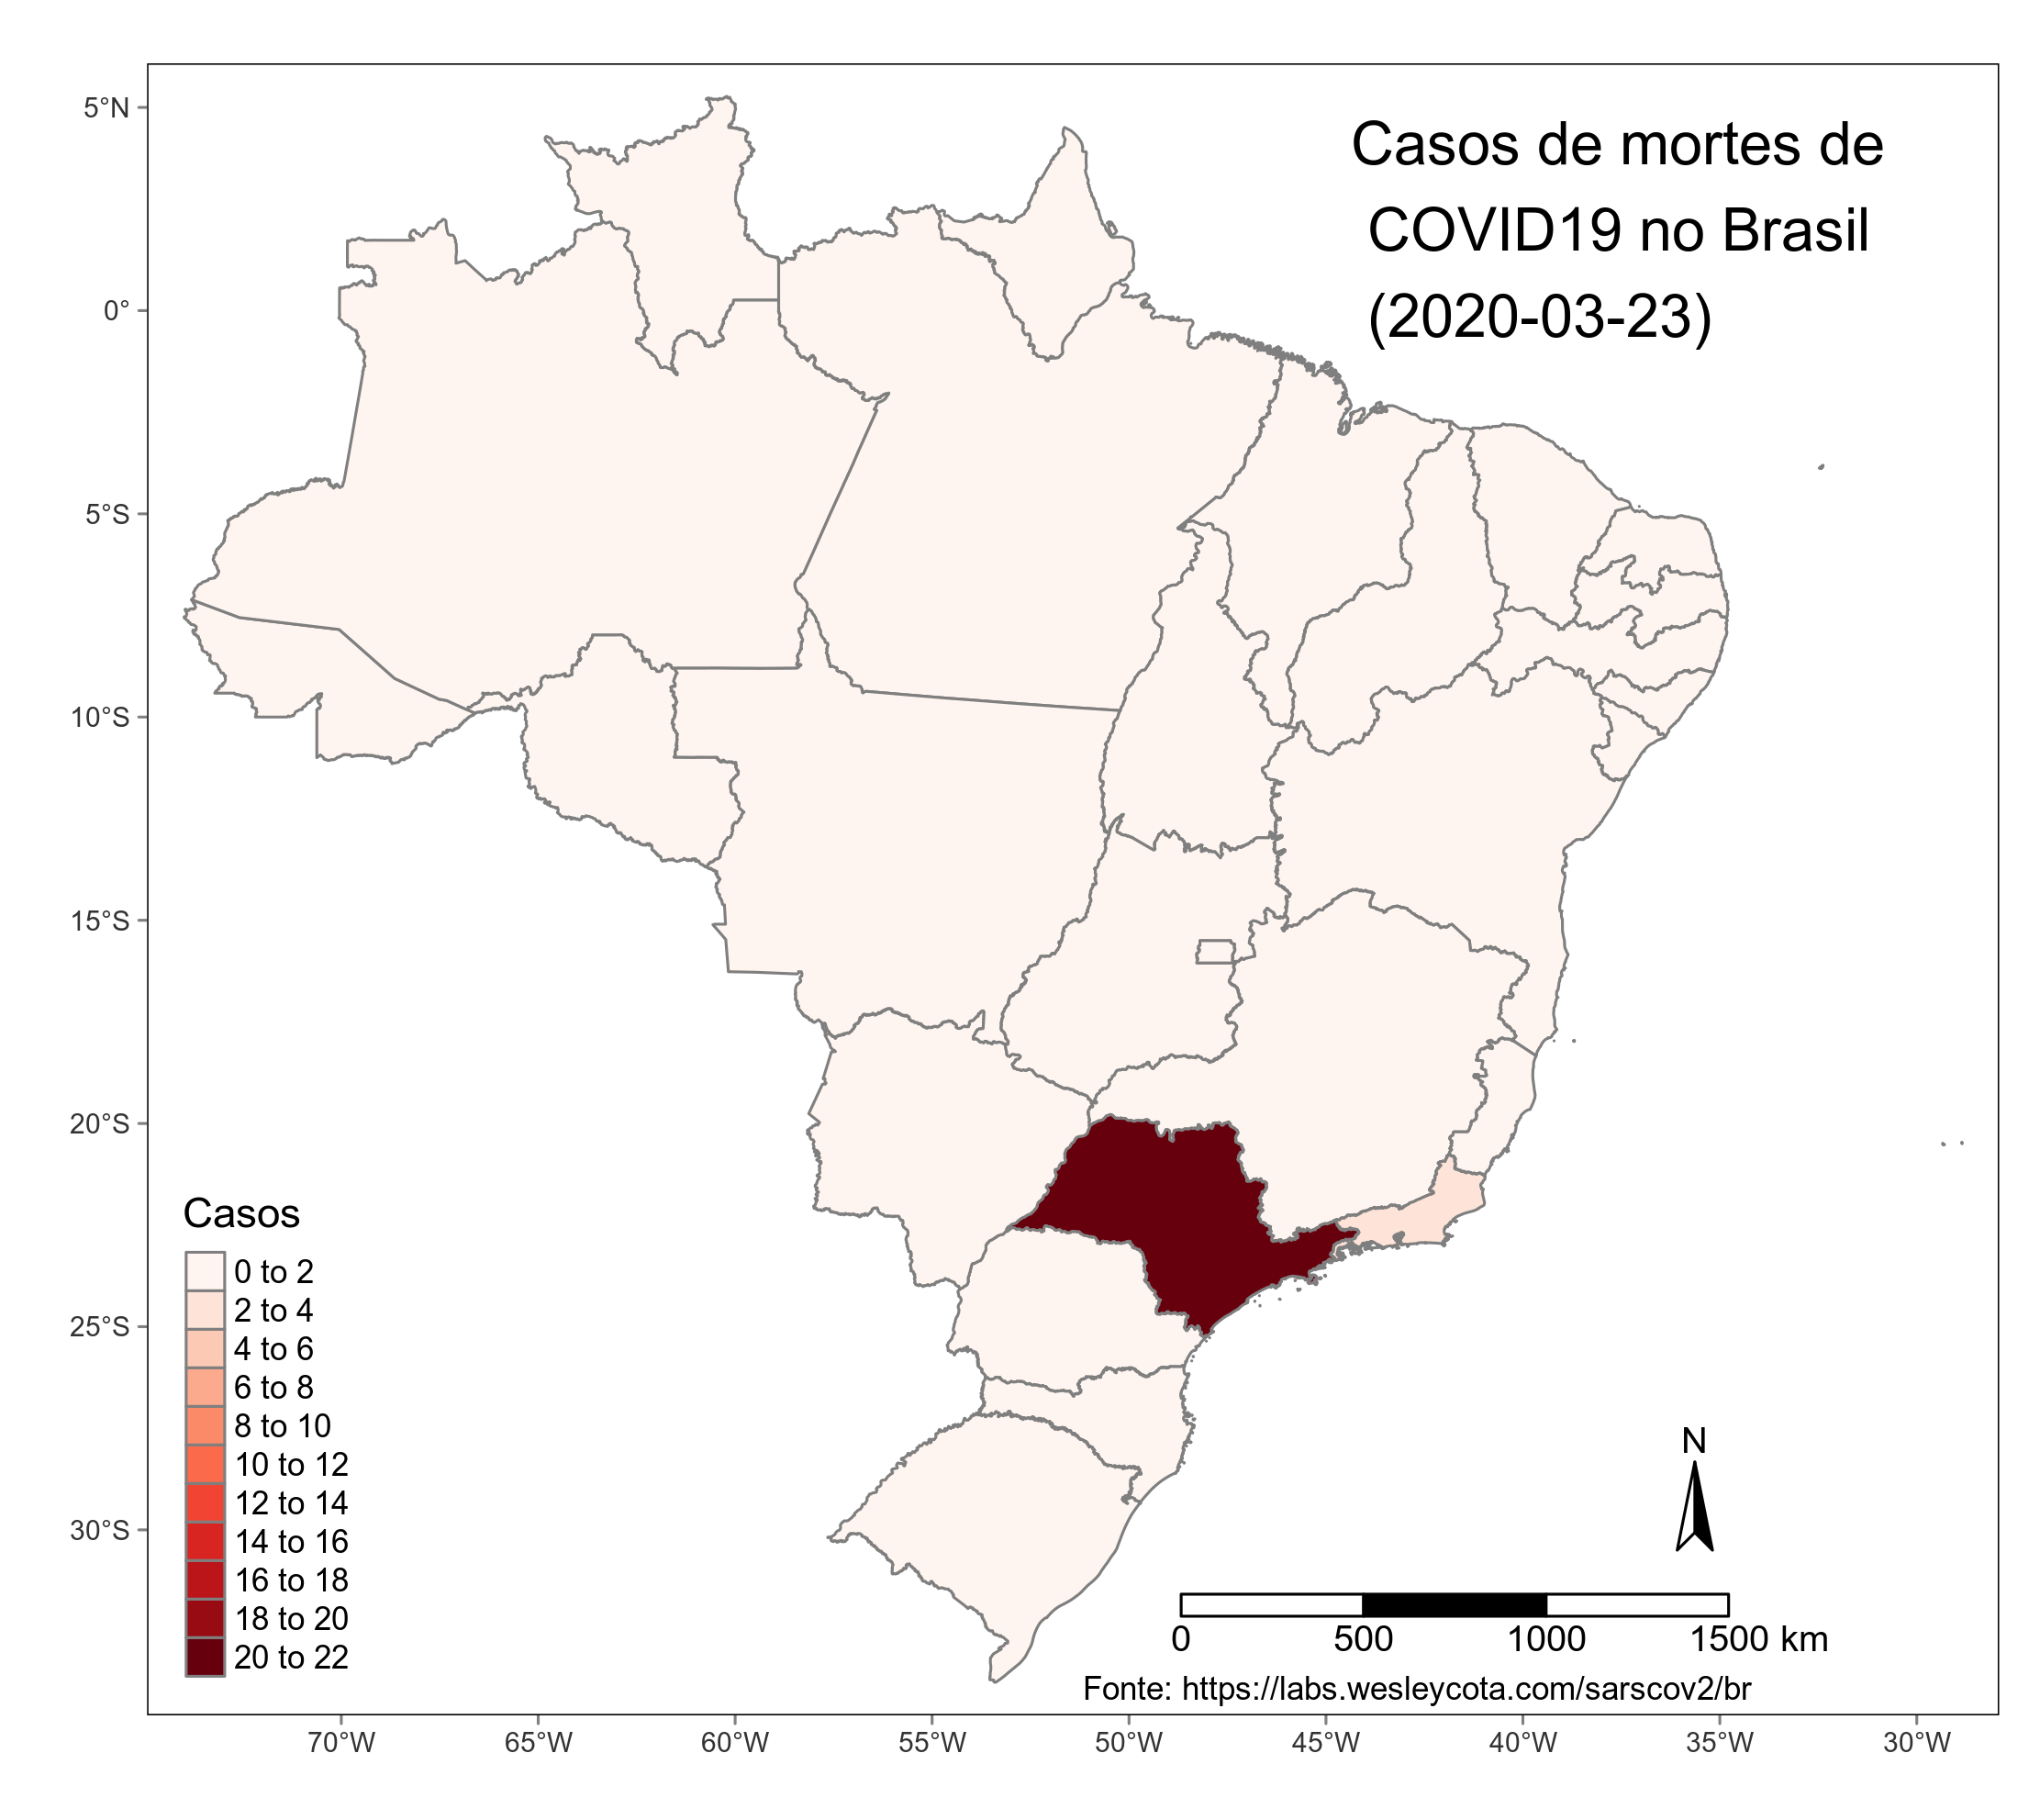 Casos de mortes de
COVID19 no Brasil
(2020-03-23)
5°N
0°
5°S
10°S
15°S
20°S
25°S
30°S
Casos
0 to 2
2 to 4
4 to 6
6 to 8
8 to 10
10 to 12
12 to 14
14 to 16
16 to 18
18 to 20
20 to 22
N
0 500 1000 1500 km
Fonte: https://labs.wesleycota.com/sarscov2/br
70°W 65°W 60°W 55°W 50°W 45°W 40°W 35°W 30°W